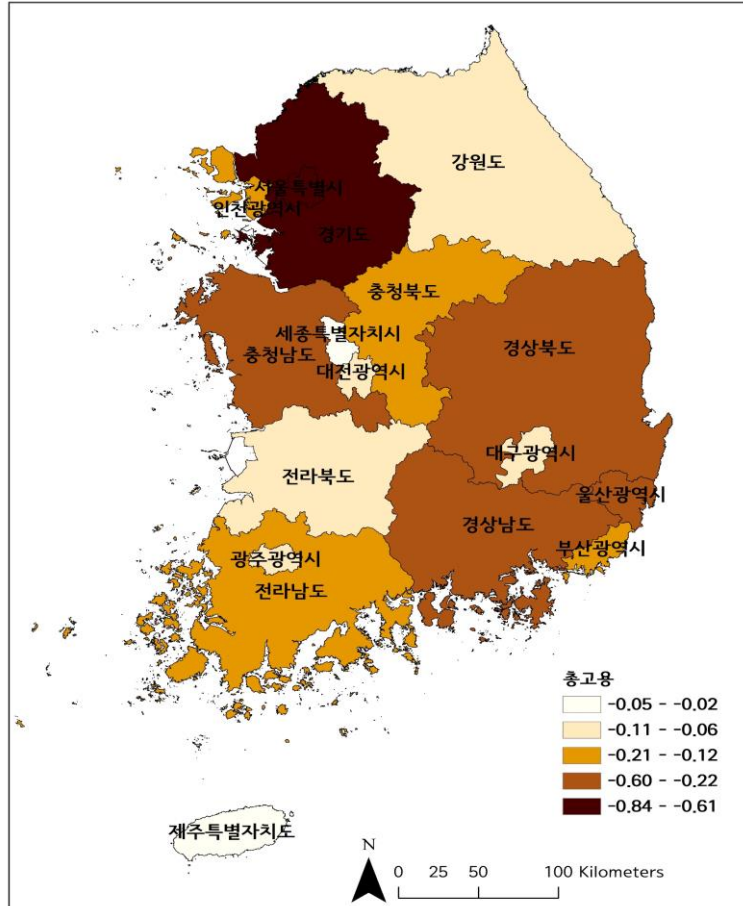 강원도
서울특별시
인천광역시
경기도
충청북도
세종특별자치시
충청남도
대전광역시
경상북도
대구광역시
전라북도
울산광역시
경상남도
부산광역시
광주광역시
전라남도
총고용
-0.05 - -0.02
-0.11 - -0.06
-0.21 - -0.12
-0.60 - -0.22
-0.84 - -0.61
제주특별자치도
N
0 25 50 100 Kilometers